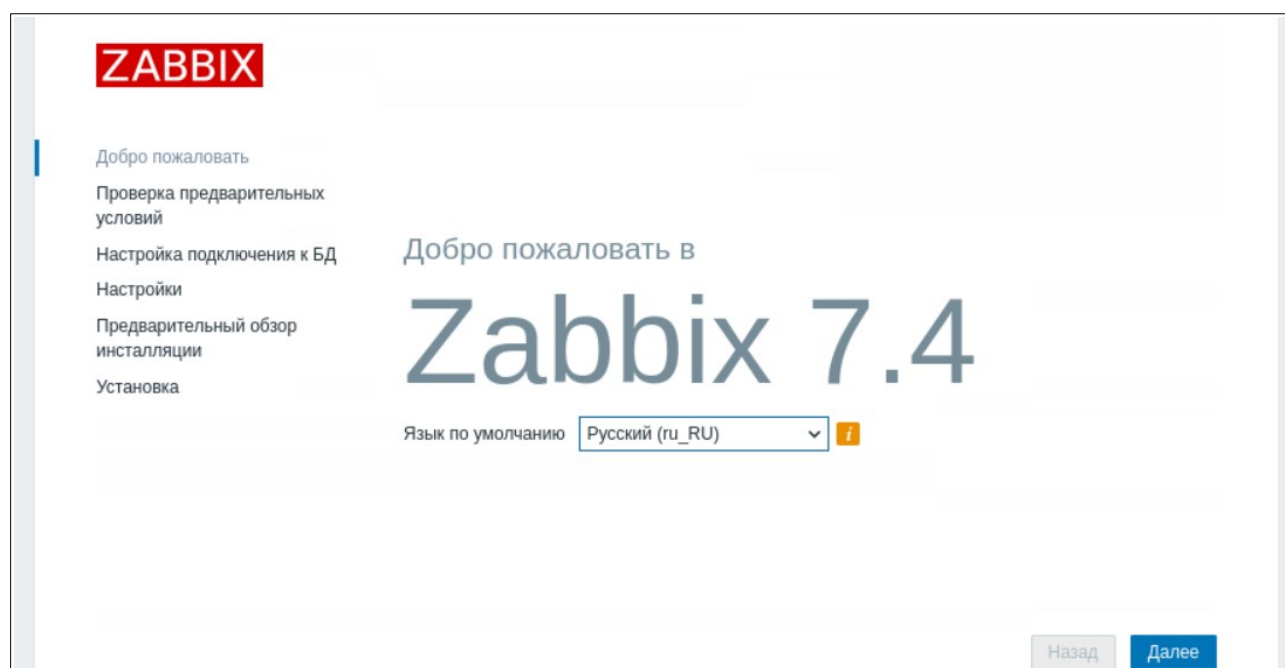 ZABBIX
Добро пожаловать
Проверка предварительных
условий
Настройка подключения к БД
Настройки
Предварительный обзор
инсталляции
Установка
Добро пожаловать в
Zabbix 7.4
Язык по умолчанию Русский (ru_RU) i
Назад Далее